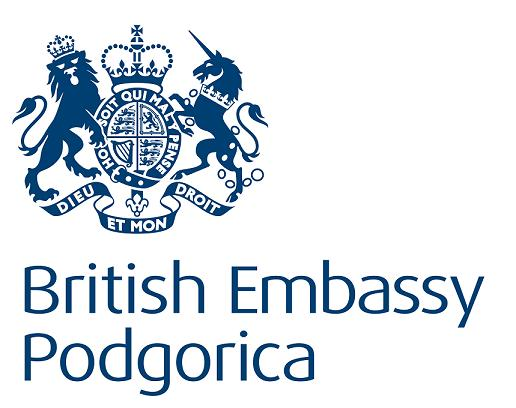 HONI SOIT QUI MAL Y PENSE
DIEU ET MON DROIT
British Embassy
Podgorica